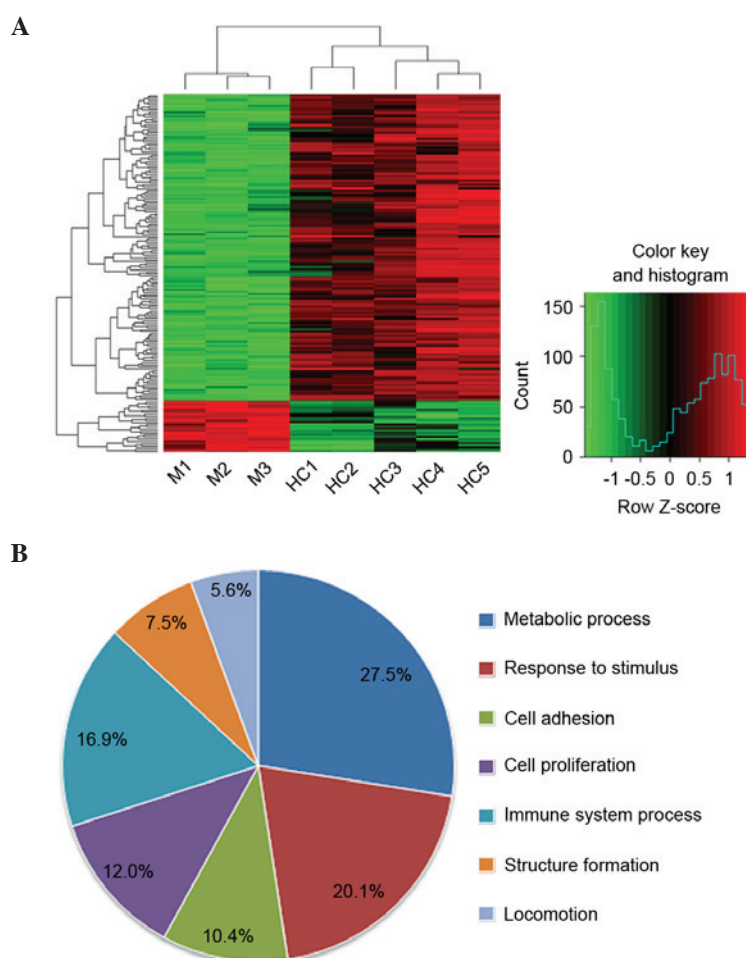 A
M1 M2 M3 HC1 HC2 HC3 HC4 HC5
Color key
and histogram
150
100
50
0
Count
-1 -0.5 0 0.5 1
Row Z-score
B
5.6%
7.5%
27.5%
16.9%
12.0%
20.1%
10.4%
Metabolic process
Response to stimulus
Cell adhesion
Cell proliferation
Immune system process
Structure formation
Locomotion